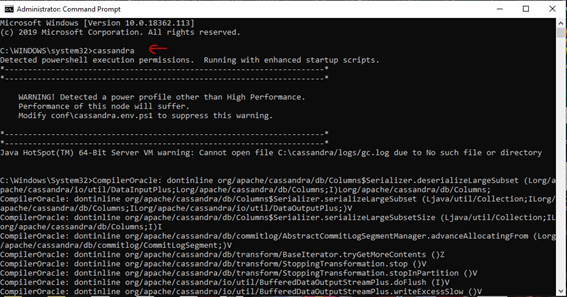 Administrator: Command Prompt
Microsoft Windows [Version 10.0.18362.113]
(c) 2019 Microsoft Corporation. All rights reserved.
C:\WINDOWS\system32>cassandra
Detected powershell execution permissions.  Running with enhanced startup scripts.
*---------------------------------------------------------------------*
*---------------------------------------------------------------------*
WARNING! Detected a power profile other than High Performance.
Performance of this node will suffer.
Modify conf\cassandra.env.ps1 to suppress this warning.
*---------------------------------------------------------------------*
*---------------------------------------------------------------------*
Java HotSpot(TM) 64-Bit Server VM warning: Cannot open file C:\cassandra/logs/gc.log due to No such file or directory
C:\Windows\System32>CompilerOracle: dontinline org/apache/cassandra/db/Columns$Serializer.deserializeLargeSubset (Lorg/a
pache/cassandra/io/util/DataInputPlus;Lorg/apache/cassandra/db/Columns;I)Lorg/apache/cassandra/db/Columns;
CompilerOracle: dontinline org/apache/cassandra/db/Columns$Serializer.serializeLargeSubset (Ljava/util/Collection;ILorg/
apache/cassandra/db/Columns;ILorg/apache/cassandra/io/util/DataOutputPlus;)V
CompilerOracle: dontinline org/apache/cassandra/db/Columns$Serializer.serializeLargeSubsetSize (Ljava/util/Collection;IL
org/apache/cassandra/db/Columns;I)I
CompilerOracle: dontinline org/apache/cassandra/db/commitlog/AbstractCommitLogSegmentManager.advanceAllocatingFrom (Lorg
/apache/cassandra/db/commitlog/CommitLogSegment;)V
CompilerOracle: dontinline org/apache/cassandra/db/transform/BaseIterator.tryGetMoreContents ()Z
CompilerOracle: dontinline org/apache/cassandra/db/transform/StoppingTransformation.stop ()V
CompilerOracle: dontinline org/apache/cassandra/db/transform/StoppingTransformation.stopInPartition ()V
CompilerOracle: dontinline org/apache/cassandra/io/util/BufferedDataOutputStreamPlus.doFlush (I)V
CompilerOracle: dontinline org/apache/cassandra/io/util/BufferedDataOutputStreamPlus.writeExcessSlow ()V